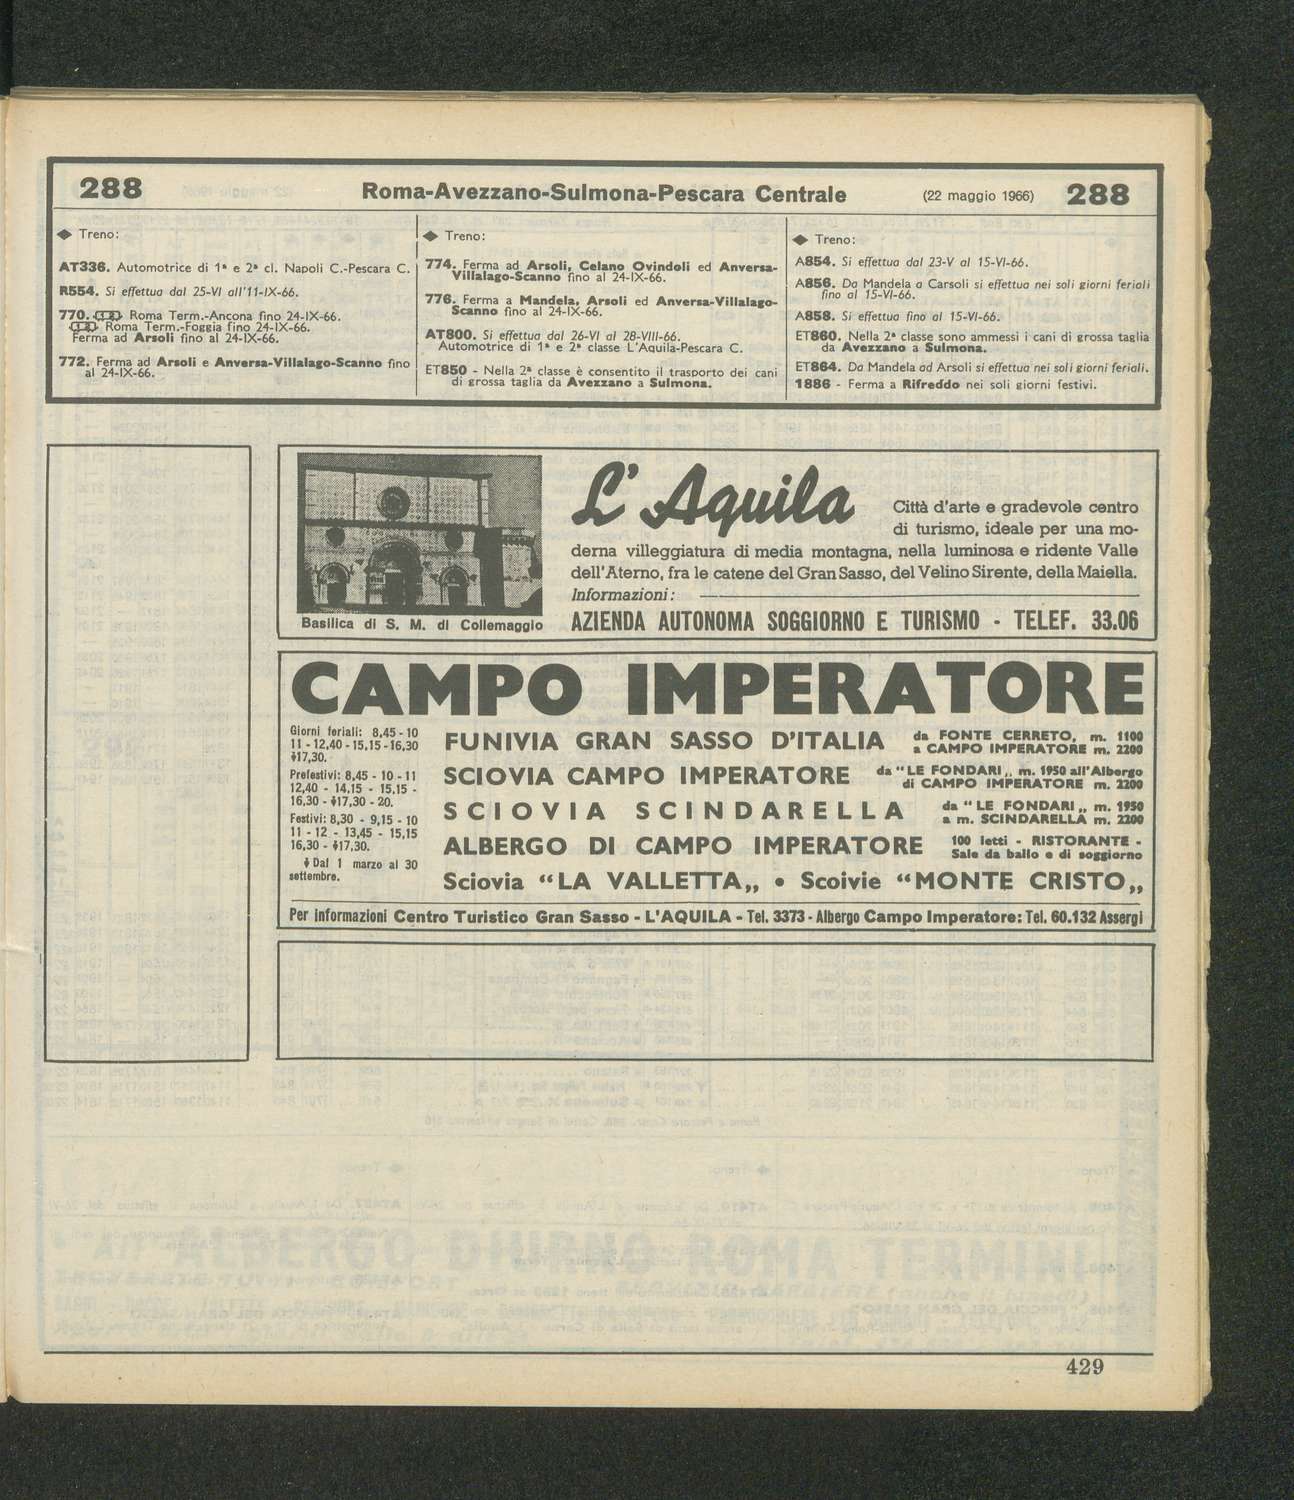 288 Roma-Avezzano-Sulmona-Pescara Centrale (22 maggio 1966) 288
◆ Treno:
AT336. Automotrice di 1ª e 2ª cl. Napoli C.-Pescara C.
R554. Si effettua dal 25-VI all'11-IX-66.
770. Roma Term.-Ancona fino 24-IX-66.
Roma Term.-Foggia fino 24-IX-66.
Ferma ad Arsoli fino al 24-IX-66.
772. Ferma ad Arsoli e Anversa-Villalago-Scanno fino
al 24-IX-66.
◆ Treno:
774. Ferma ad Arsoli, Celano Ovindoli ed Anversa-
Villalago-Scanno fino al 24-IX-66.
776. Ferma a Mandela, Arsoli ed Anversa-Villalago-
Scanno fino al 24-IX-66.
AT800. Si effettua dal 26-VI al 28-VIII-66.
Automotrice di 1ª e 2ª classe L'Aquila-Pescara C.
ET850 - Nella 2ª classe è consentito il trasporto dei cani
di grossa taglia da Avezzano a Sulmona.
◆ Treno:
A854. Si effettua dal 23-V al 15-VI-66.
A856. Da Mandela a Carsoli si effettua nei soli giorni feriali
fino al 15-VI-66.
A858. Si effettua fino al 15-VI-66.
ET860. Nella 2ª classe sono ammessi i cani di grossa taglia
da Avezzano a Sulmona.
ET864. Da Mandela ad Arsoli si effettua nei soli giorni feriali.
1886 - Ferma a Rifreddo nei soli giorni festivi.
Basilica di S. M. di Collemaggio
L'Aquila
Città d'arte e gradevole centro
di turismo, ideale per una mo-
derna villeggiatura di media montagna, nella luminosa e ridente Valle
dell'Aterno, fra le catene del Gran Sasso, del Velino Sirente, della Maiella.
Informazioni:
AZIENDA AUTONOMA SOGGIORNO E TURISMO - TELEF. 33.06
CAMPO IMPERATORE
Giorni feriali: 8,45 - 10
11 - 12,40 - 15,15 - 16,30
⬇17,30.
Prefestivi: 8,45 - 10 - 11
12,40 - 14,15 - 15,15 -
16,30 - ⬇17,30 - 20.
Festivi: 8,30 - 9,15 - 10
11 - 12 - 13,45 - 15,15
16,30 - ⬇17,30.
⬇ Dal 1 marzo al 30
settembre.
FUNIVIA GRAN SASSO D'ITALIA da FONTE CERRETO, m. 1100
a CAMPO IMPERATORE m. 2200
SCIOVIA CAMPO IMPERATORE da "LE FONDARI„ m. 1950 all'Albergo
di CAMPO IMPERATORE m. 2200
SCIOVIA SCINDARELLA da "LE FONDARI„ m. 1950
a m. SCINDARELLA m. 2200
ALBERGO DI CAMPO IMPERATORE 100 letti - RISTORANTE -
Sale da ballo e di soggiorno
Sciovia "LA VALLETTA„ • Scoivie "MONTE CRISTO„
Per informazioni Centro Turistico Gran Sasso - L'AQUILA - Tel. 3373 - Albergo Campo Imperatore: Tel. 60.132 Assergi
429